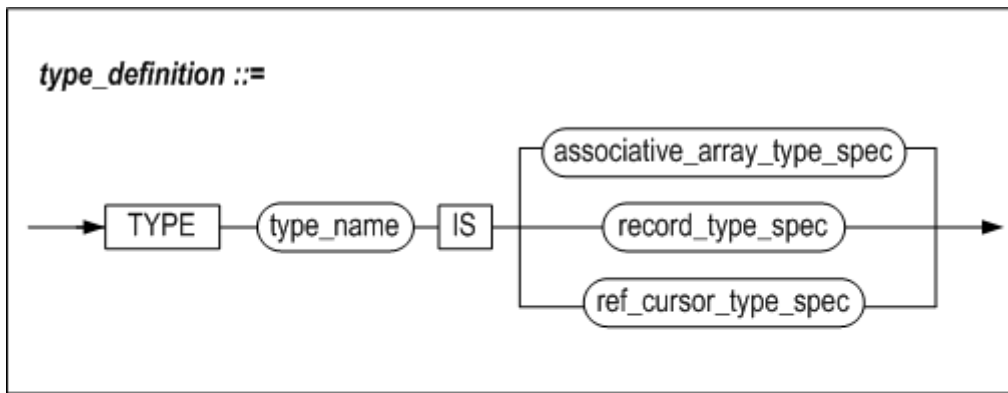 type_definition ::=
associative_array_type_spec
TYPE type_name IS record_type_spec
ref_cursor_type_spec